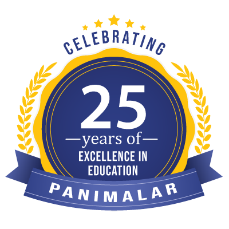 CELEBRATING
25
years of
EXCELLENCE IN
EDUCATION
PANIMALAR